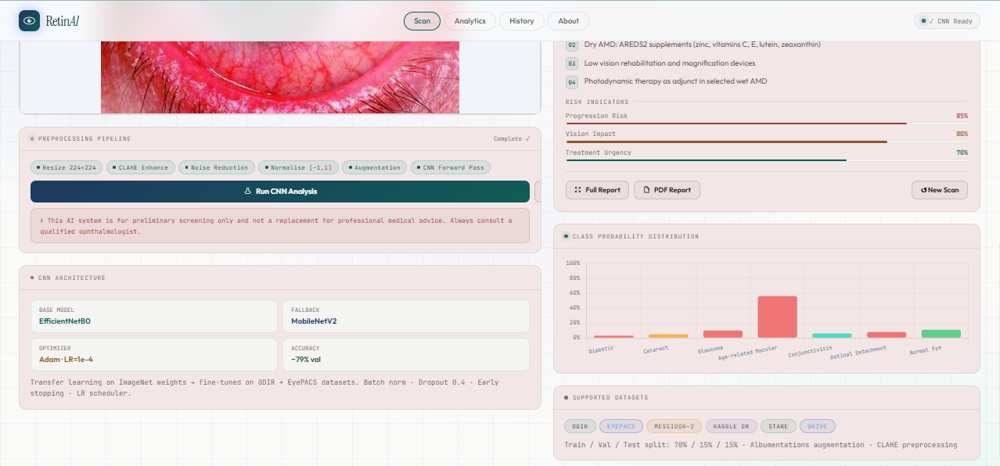 RetinAI
Scan
Analytics
History
About
✓ CNN Ready
PREPROCESSING PIPELINE
Complete ✓
Resize 224×224
CLAHE Enhance
Noise Reduction
Normalise [-1,1]
Augmentation
CNN Forward Pass
Run CNN Analysis
This AI system is for preliminary screening only and not a replacement for professional medical advice. Always consult a
qualified ophthalmologist.
CNN ARCHITECTURE
BASE MODEL
EfficientNetB0
FALLBACK
MobileNetV2
OPTIMIZER
Adam · LR=1e-4
ACCURACY
~79% val
Transfer learning on ImageNet weights → fine-tuned on ODIR + EyePACS datasets. Batch norm · Dropout 0.4 · Early
stopping · LR scheduler.
02 Dry AMD: AREDS2 supplements (zinc, vitamins C, E, lutein, zeaxanthin)
03 Low vision rehabilitation and magnification devices
04 Photodynamic therapy as adjunct in selected wet AMD
RISK INDICATORS
Progression Risk 85%
Vision Impact 80%
Treatment Urgency 70%
Full Report
PDF Report
↺ New Scan
CLASS PROBABILITY DISTRIBUTION
100%
80%
60%
40%
20%
0%
Diabetic
Cataract
Glaucoma
Age-related Macular
Conjunctivitis
Retinal Detachment
Normal Eye
SUPPORTED DATASETS
ODIR
EYEPACS
MESSIDOR-2
KAGGLE DR
STARE
DRIVE
Train / Val / Test split: 70% / 15% / 15% · Albumentations augmentation · CLAHE preprocessing